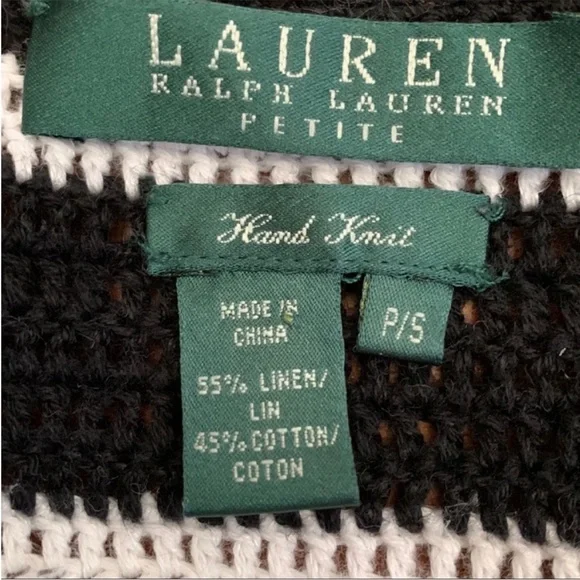 LAUREN
RALPH LAUREN
PETITE
Hand Knit
MADE IN
CHINA
P/S
55% LINEN/
LIN
45% COTTON/
COTON